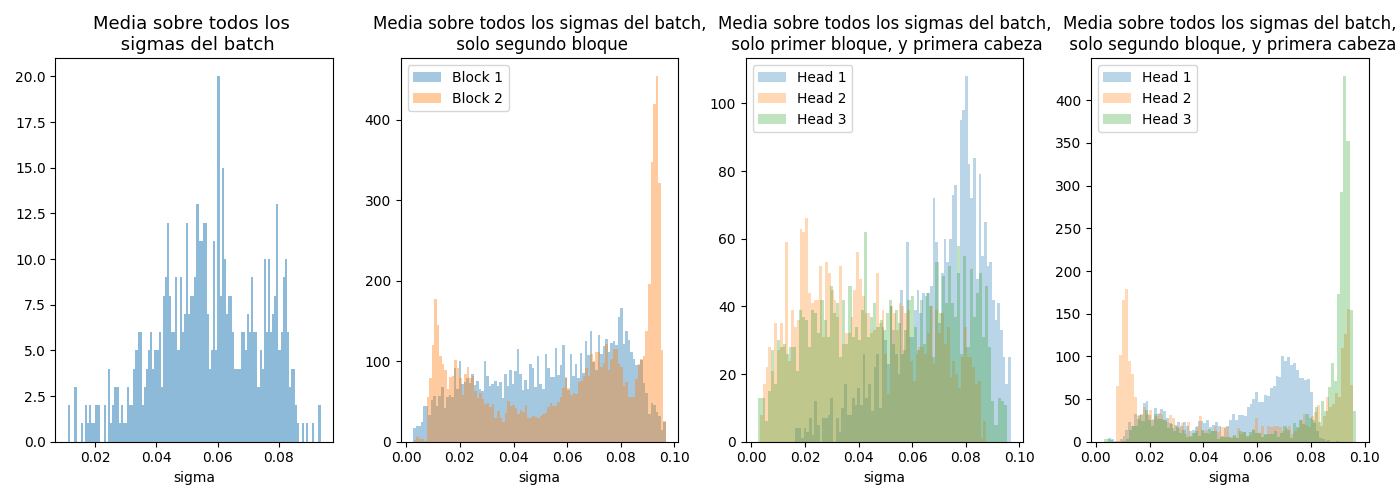 Media sobre todos los
sigmas del batch
20.0
17.5
15.0
12.5
10.0
7.5
5.0
2.5
0.0
0.02
0.04
0.06
0.08
sigma
Media sobre todos los sigmas del batch,
solo segundo bloque
Block 1
Block 2
400
300
200
100
0
0.00
0.02
0.04
0.06
0.08
0.10
sigma
Media sobre todos los sigmas del batch,
solo primer bloque, y primera cabeza
Head 1
Head 2
Head 3
100
80
60
40
20
0
0.00
0.02
0.04
0.06
0.08
0.10
sigma
Media sobre todos los sigmas del batch,
solo segundo bloque, y primera cabeza
Head 1
Head 2
Head 3
400
350
300
250
200
150
100
50
0
0.00
0.02
0.04
0.06
0.08
0.10
sigma